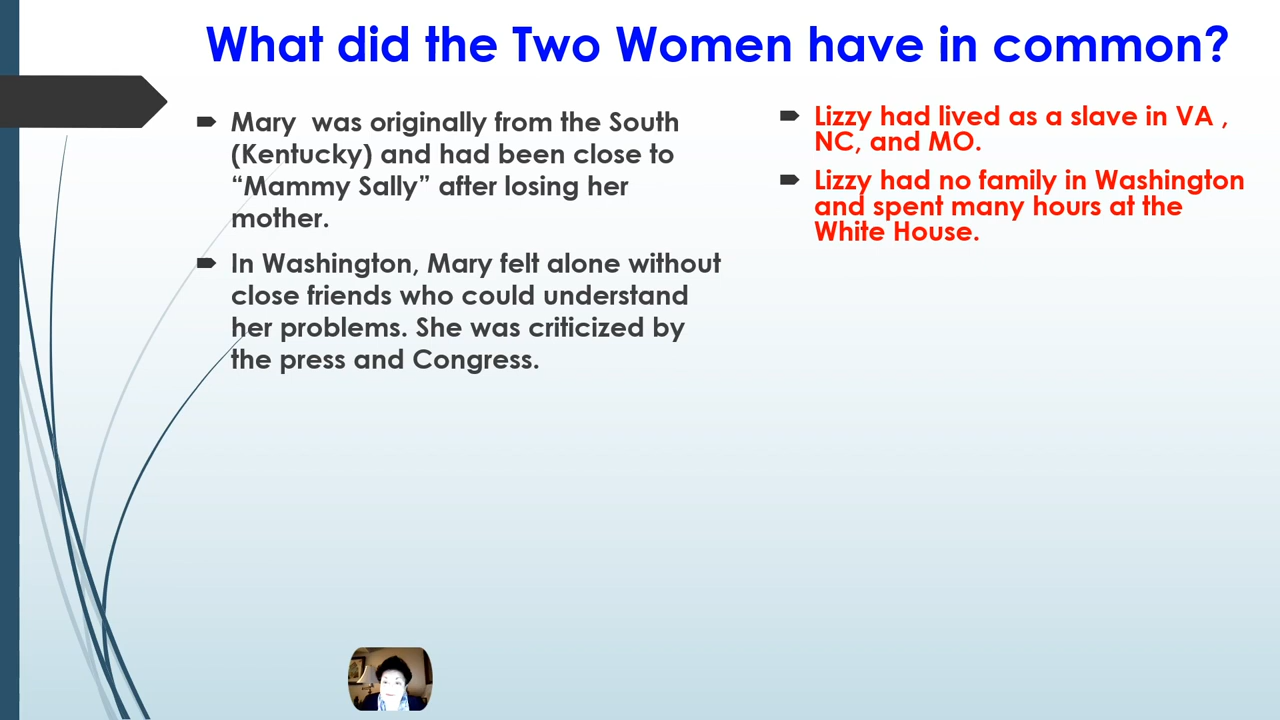 What did the Two Women have in common?
Mary was originally from the South
(Kentucky) and had been close to
“Mammy Sally” after losing her
mother.
In Washington, Mary felt alone without
close friends who could understand
her problems. She was criticized by
the press and Congress.
Lizzy had lived as a slave in VA ,
NC, and MO.
Lizzy had no family in Washington
and spent many hours at the
White House.